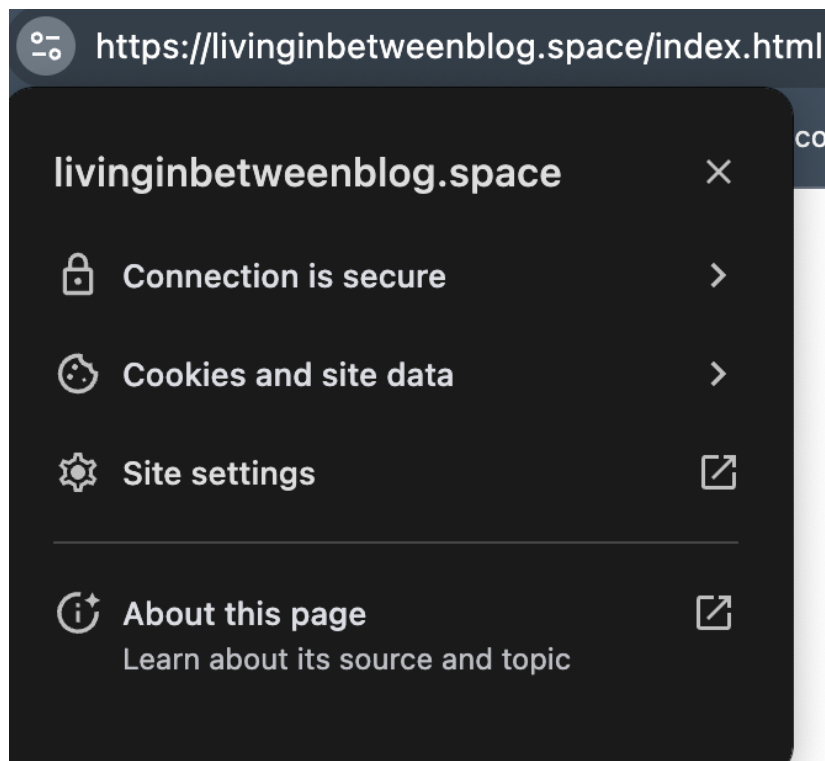 https://livinginbetweenblog.space/index.html
livinginbetweenblog.space
Connection is secure
Cookies and site data
Site settings
About this page
Learn about its source and topic